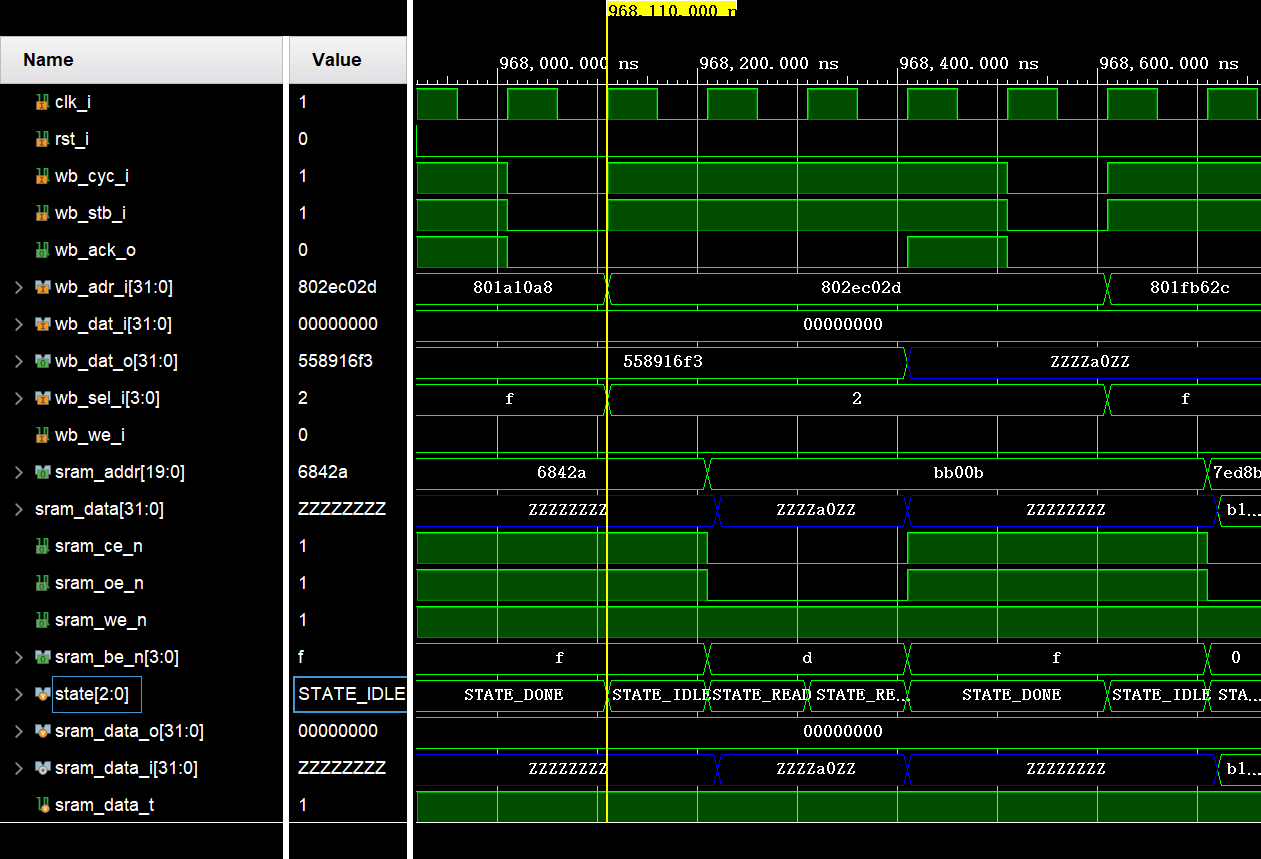 968,110.000 n
Name Value 968,000.000 ns 968,200.000 ns 968,400.000 ns 968,600.000 ns
clk_i 1
rst_i 0
wb_cyc_i 1
wb_stb_i 1
wb_ack_o 0
wb_adr_i[31:0] 802ec02d 801a10a8 802ec02d 801fb62c
wb_dat_i[31:0] 00000000 00000000
wb_dat_o[31:0] 558916f3 558916f3 ZZZZa0ZZ
wb_sel_i[3:0] 2 f 2 f
wb_we_i 0
sram_addr[19:0] 6842a 6842a bb00b 7ed8b
sram_data[31:0] ZZZZZZZZ ZZZZZZZZ ZZZZa0ZZ ZZZZZZZZ b1...
sram_ce_n 1
sram_oe_n 1
sram_we_n 1
sram_be_n[3:0] f f d f 0
state[2:0] STATE_IDLE STATE_DONE STATE_IDLE STATE_READ STATE_RE... STATE_DONE STATE_IDLE STA...
sram_data_o[31:0] 00000000 00000000
sram_data_i[31:0] ZZZZZZZZ ZZZZZZZZ ZZZZa0ZZ ZZZZZZZZ b1...
sram_data_t 1